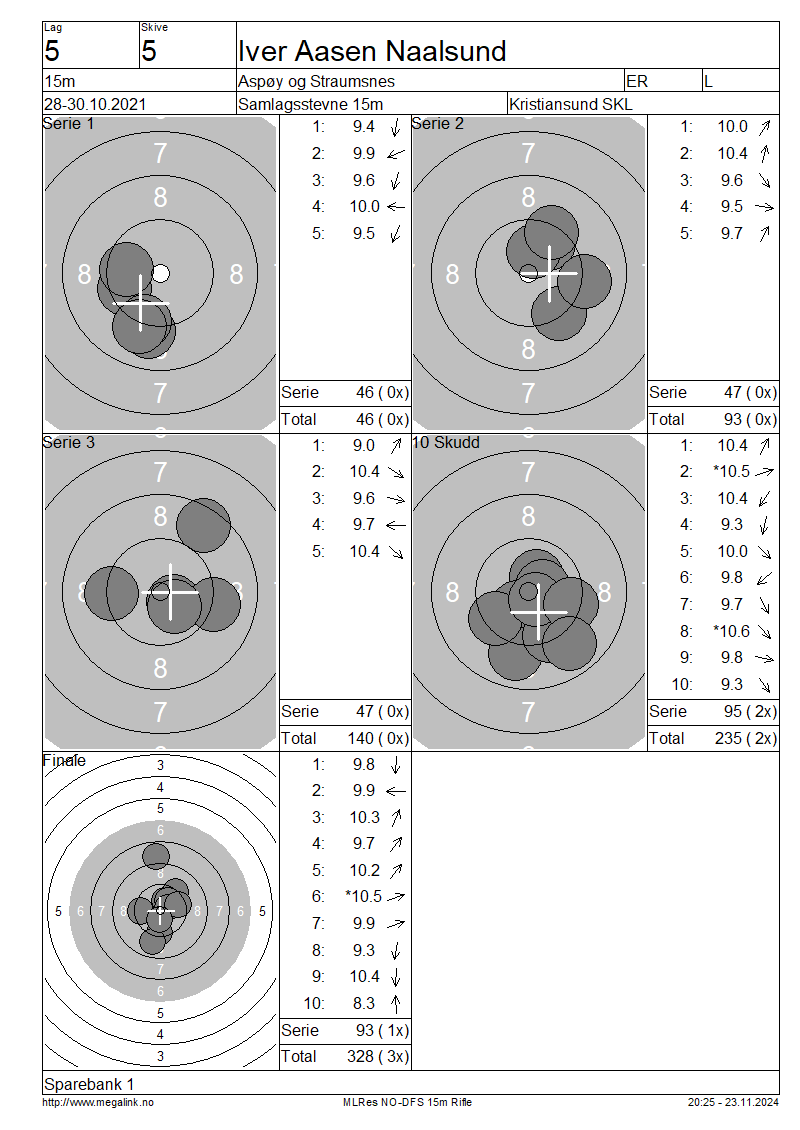 Lag
Skive
5
5
Iver Aasen Naalsund
15m
Aspøy og Straumsnes
ER
L
28-30.10.2021
Samlagsstevne 15m
Kristiansund SKL
Serie 1
7
8
8
8
7
1: 9.4
2: 9.9
3: 9.6
4: 10.0
5: 9.5
Serie 46 ( 0x)
Total 46 ( 0x)
Serie 2
7
8
8
8
7
1: 10.0
2: 10.4
3: 9.6
4: 9.5
5: 9.7
Serie 47 ( 0x)
Total 93 ( 0x)
Serie 3
7
8
8
8
8
7
1: 9.0
2: 10.4
3: 9.6
4: 9.7
5: 10.4
Serie 47 ( 0x)
Total 140 ( 0x)
10 Skudd
7
8
8
8
8
7
1: 10.4
2: *10.5
3: 10.4
4: 9.3
5: 10.0
6: 9.8
7: 9.7
8: *10.6
9: 9.8
10: 9.3
Serie 95 ( 2x)
Total 235 ( 2x)
Finale
3
4
5
6
8
5 6 7 8 8 7 6 5
7
6
5
4
3
1: 9.8
2: 9.9
3: 10.3
4: 9.7
5: 10.2
6: *10.5
7: 9.9
8: 9.3
9: 10.4
10: 8.3
Serie 93 ( 1x)
Total 328 ( 3x)
Sparebank 1
http://www.megalink.no
MLRes NO-DFS 15m Rifle
20:25 - 23.11.2024